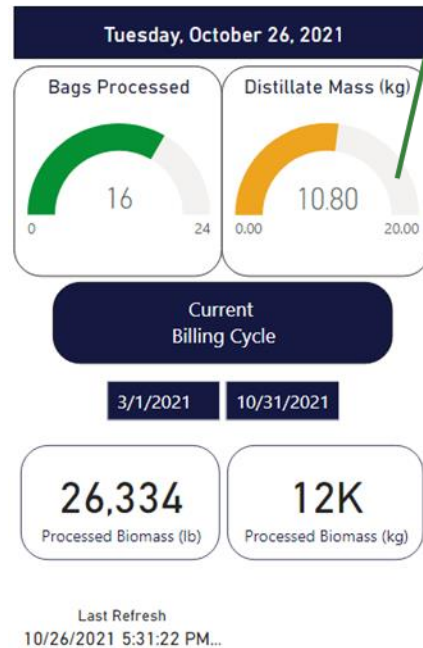 Tuesday, October 26, 2021
Bags Processed
Distillate Mass (kg)
16
0
24
10.80
0.00
20.00
Current
Billing Cycle
3/1/2021
10/31/2021
26,334
Processed Biomass (lb)
12K
Processed Biomass (kg)
Last Refresh
10/26/2021 5:31:22 PM...